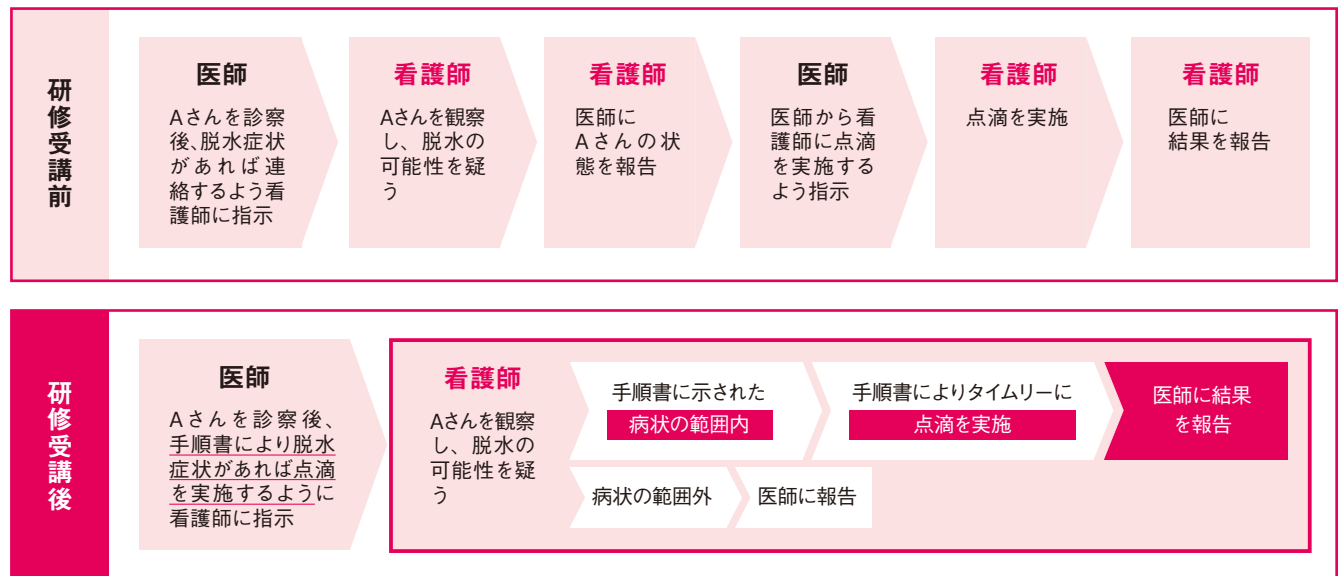 研修受講前
医師
Aさんを診察
後、脱水症状
があれば連
絡するよう看
護師に指示
看護師
Aさんを観察
し、脱水の
可能性を疑
う
看護師
医師に
Aさんの状
態を報告
医師
医師から看
護師に点滴
を実施する
よう指示
看護師
点滴を実施
看護師
医師に
結果を報告
研修受講後
医師
Aさんを診察後、
手順書により脱水
症状があれば点滴
を実施するように
看護師に指示
看護師
Aさんを観察
し、脱水の
可能性を疑
う
手順書に示された
病状の範囲内
手順書によりタイムリーに
点滴を実施
医師に結果
を報告
病状の範囲外
医師に報告